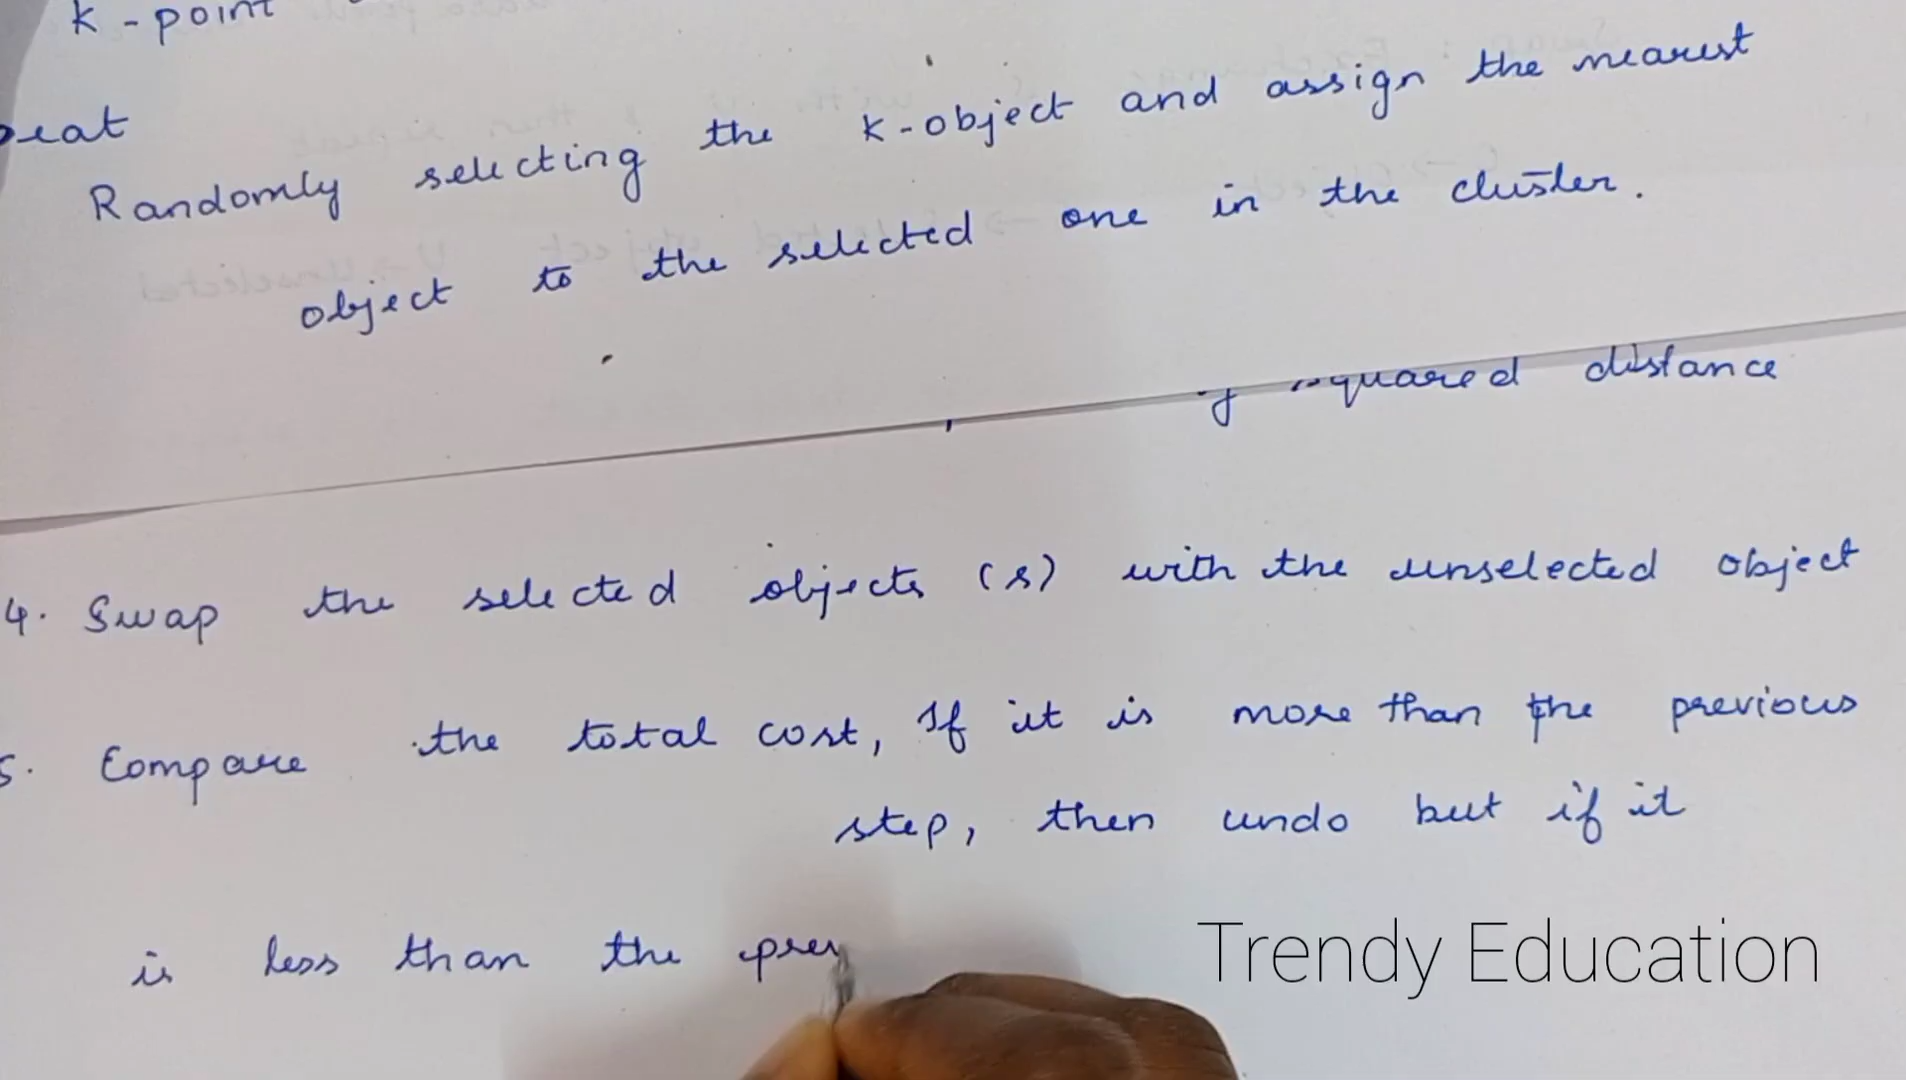 K - point
Randomly selecting the K-object and assign the nearest
object to the selected one in the cluster.
squared distance
4. Swap the selected objects (s) with the unselected object
5. Compare the total cost, If it is more than the previous
step, then undo but if it
is less than the prev
Trendy Education